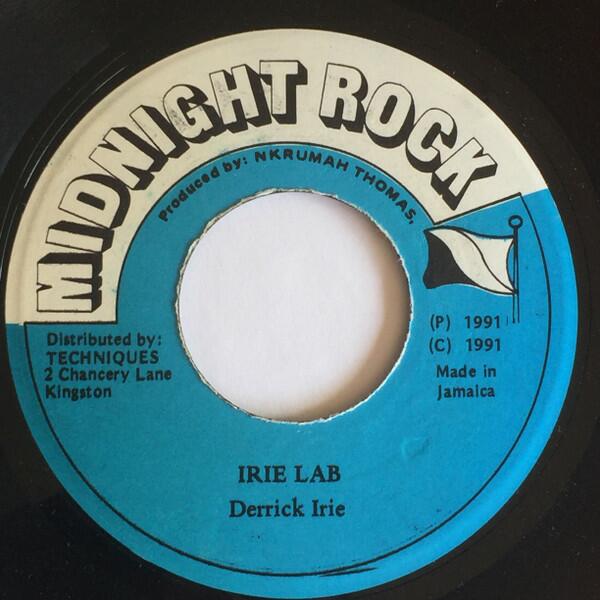 MIDNIGHT ROCK
Produced by: NKRUMAH THOMAS,
Distributed by:
TECHNIQUES
2 Chancery Lane
Kingston
(P) 1991
(C) 1991
Made in
Jamaica
IRIE LAB
Derrick Irie